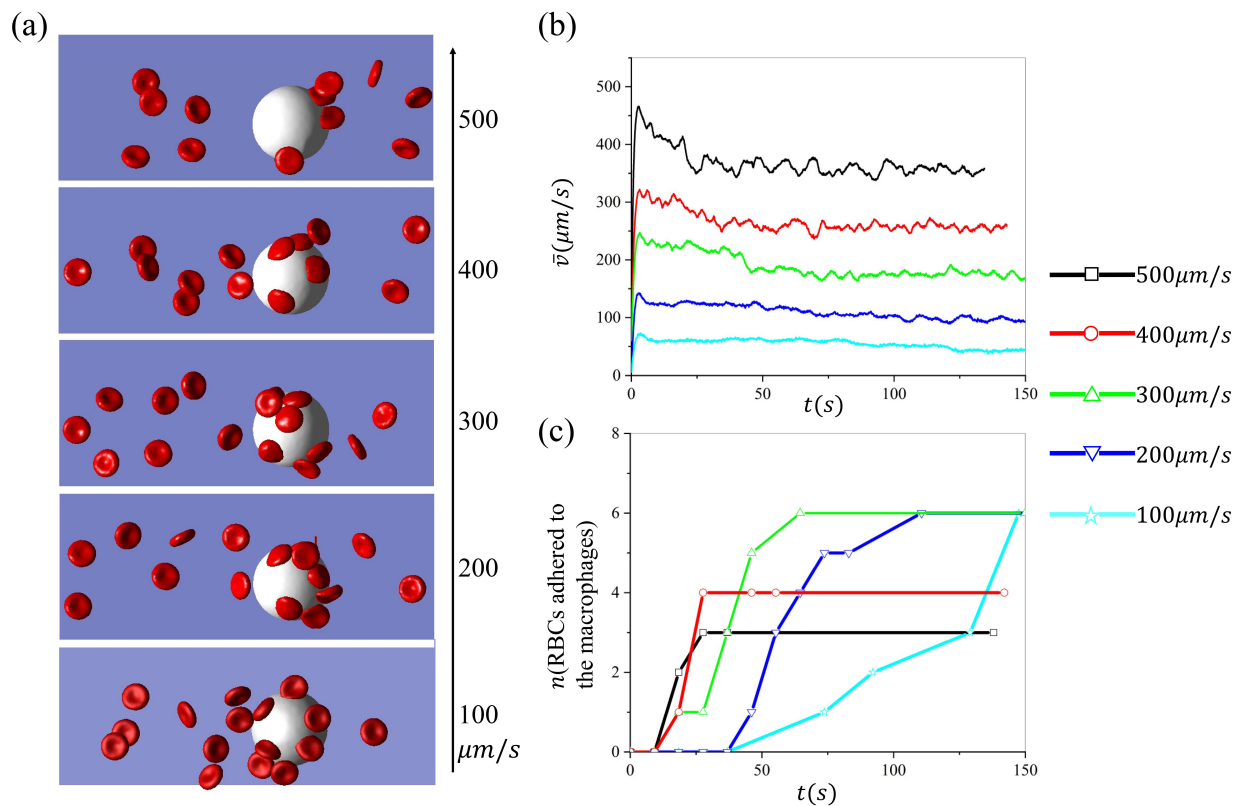 (a)
500
400
300
200
100
μm/s
(b)
500
400
300
200
100
0
v̄(μm/s)
0
50
100
150
t(s)
500μm/s
400μm/s
300μm/s
200μm/s
100μm/s
(c)
8
6
4
2
0
n(RBCs adhered to
the macrophages)
0
50
100
150
t(s)